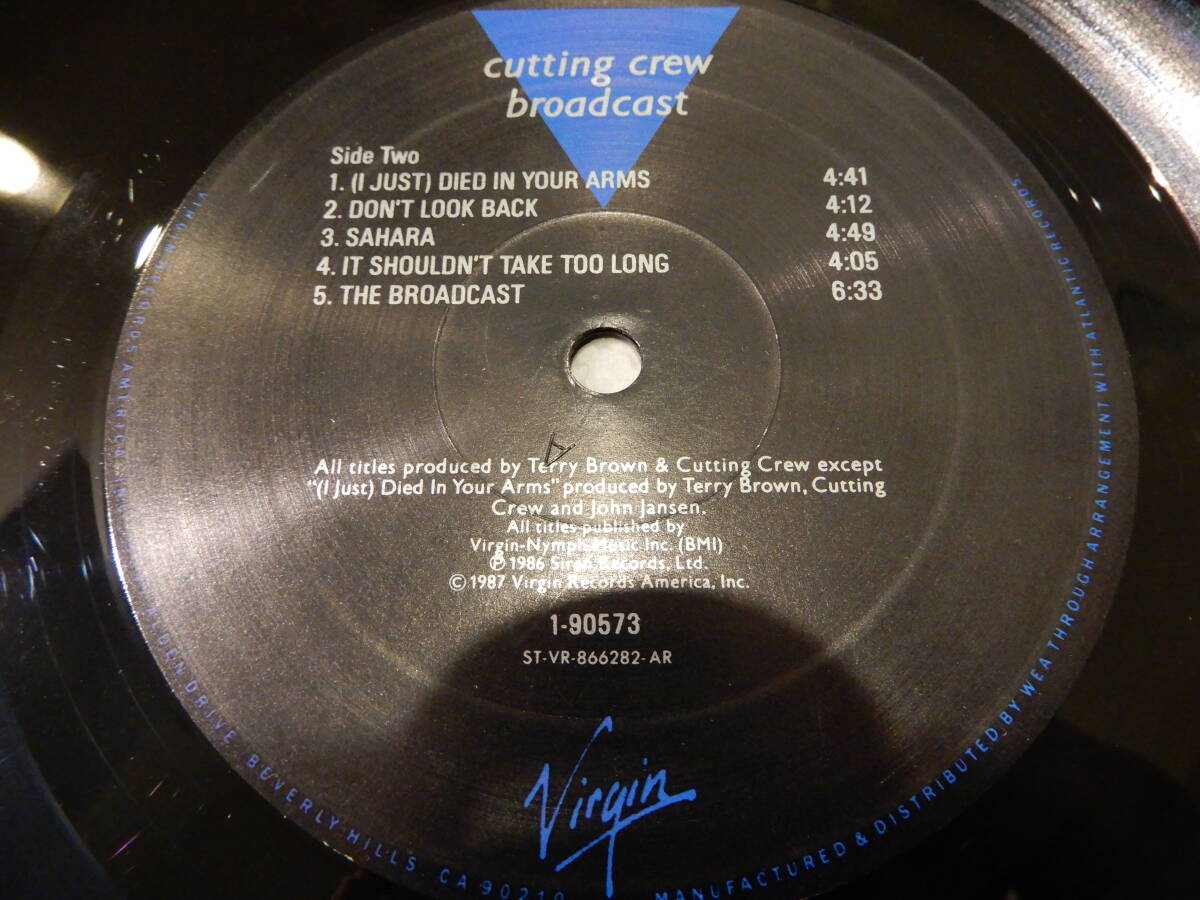 cutting crew
broadcast
Side Two
1. (I JUST) DIED IN YOUR ARMS 4:41
2. DON'T LOOK BACK 4:12
3. SAHARA 4:49
4. IT SHOULDN'T TAKE TOO LONG 4:05
5. THE BROADCAST 6:33
A
All titles produced by Terry Brown & Cutting Crew except
"(I Just) Died In Your Arms" produced by Terry Brown, Cutting
Crew and John Jansen.
All titles published by
Virgin-Nymph Music Inc. (BMI)
℗ 1986 Siren Records, Ltd.
© 1987 Virgin Records America, Inc.
1-90573
ST-VR-866282-AR
Virgin
VIRGIN RECORDS AMERICA, DRIVE, BEVERLY HILLS, CA 90210
MANUFACTURED & DISTRIBUTED BY WEA THROUGH ARRANGEMENT WITH ATLANTIC RECORDS.